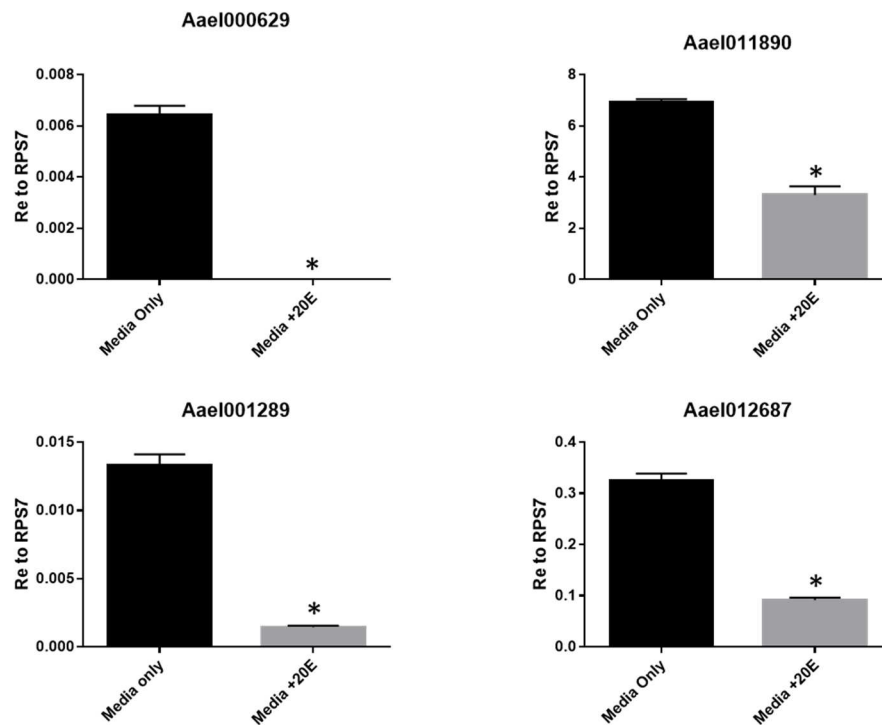 Aael000629
0.008
0.006
0.004
0.002
0.000
Re to RPS7
*
Media Only
Media +20E
Aael011890
8
6
4
2
0
Re to RPS7
*
Media Only
Media +20E
Aael001289
0.015
0.010
0.005
0.000
Re to RPS7
*
Media only
Media +20E
Aael012687
0.4
0.3
0.2
0.1
0.0
Re to RPS7
*
Media Only
Media +20E